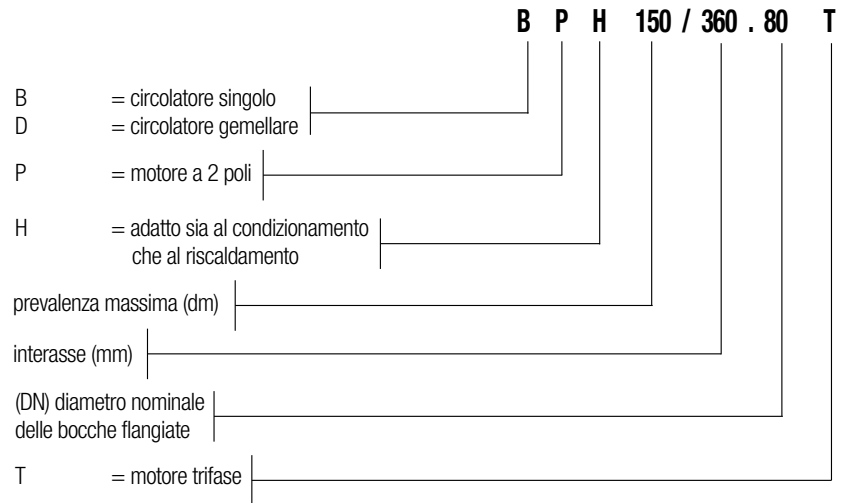 B P H 150 / 360 . 80 T
B = circolatore singolo
D = circolatore gemellare
P = motore a 2 poli
H = adatto sia al condizionamento
che al riscaldamento
prevalenza massima (dm)
interasse (mm)
(DN) diametro nominale
delle bocche flangiate
T = motore trifase